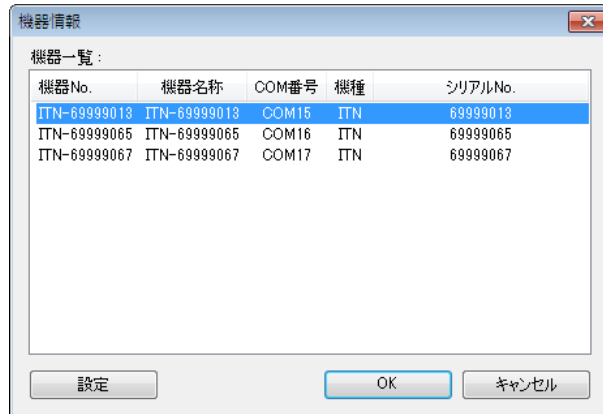 機器情報
機器一覧:
機器No. 機器名称 COM番号 機種 シリアルNo.
ITN-69999013 ITN-69999013 COM15 ITN 69999013
ITN-69999065 ITN-69999065 COM16 ITN 69999065
ITN-69999067 ITN-69999067 COM17 ITN 69999067
設定 OK キャンセル